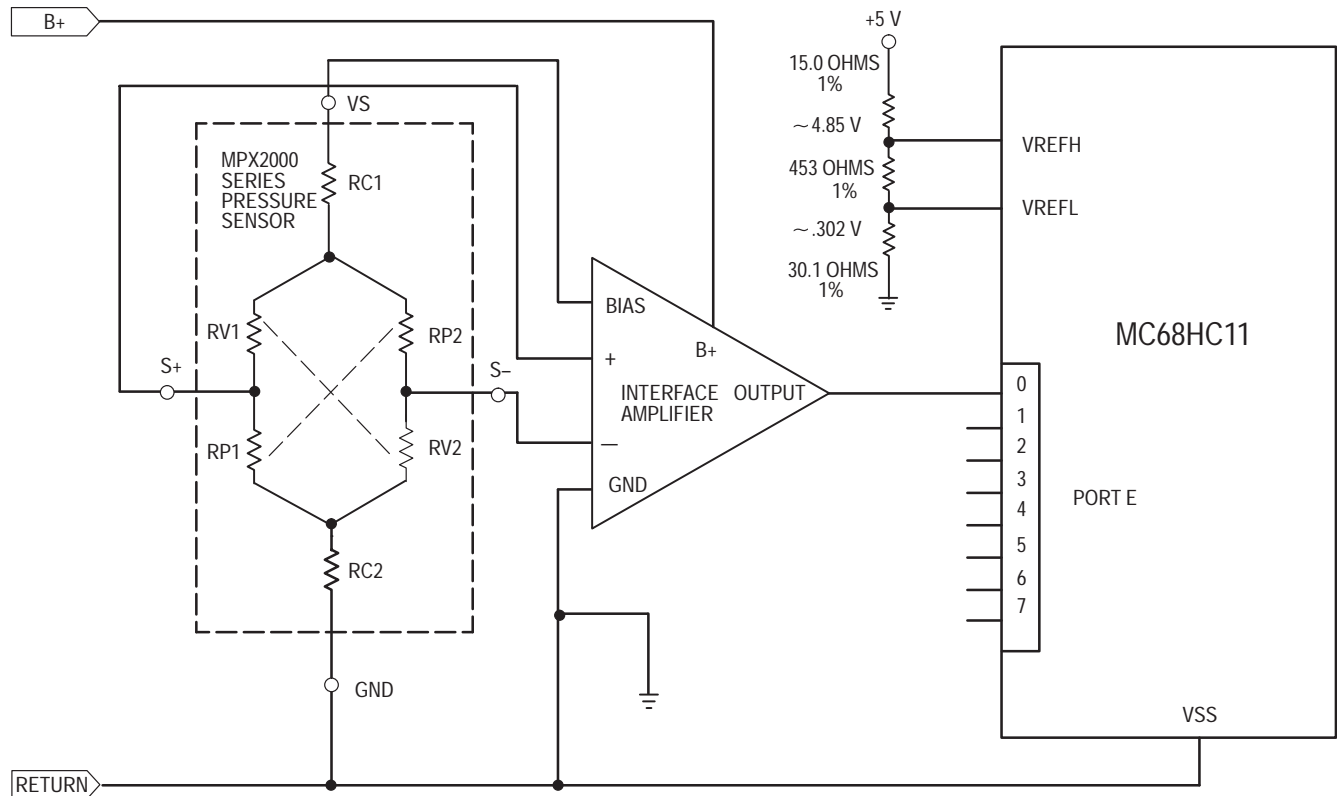 B+
+5 V
15.0 OHMS
1%
VS
~4.85 V
VREFH
MPX2000
SERIES
PRESSURE
SENSOR
RC1
453 OHMS
1%
VREFL
~.302 V
30.1 OHMS
1%
BIAS
MC68HC11
RV1
RP2
B+
S+
S–
+
INTERFACE
AMPLIFIER
OUTPUT
0
1
2
3
4
5
6
7
RP1
RV2
—
GND
PORT E
RC2
GND
VSS
RETURN